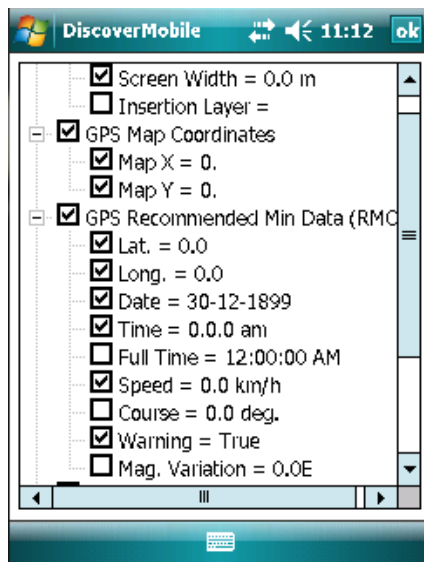 DiscoverMobile 11:12 ok
Screen Width = 0.0 m
Insertion Layer =
GPS Map Coordinates
Map X = 0.
Map Y = 0.
GPS Recommended Min Data (RMC
Lat. = 0.0
Long. = 0.0
Date = 30-12-1899
Time = 0.0.0 am
Full Time = 12:00:00 AM
Speed = 0.0 km/h
Course = 0.0 deg.
Warning = True
Mag. Variation = 0.0E